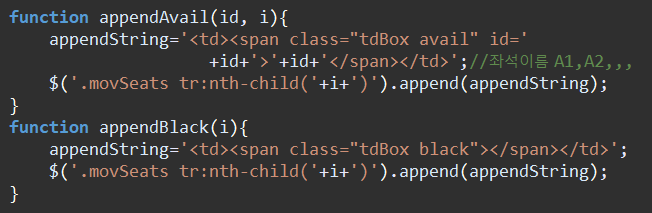 function appendAvail(id, i){
    appendString='<td><span class="tdBox avail" id='
                    +id+'>'+id+'</span></td>';//좌석이름 A1,A2,,,
    $('.movSeats tr:nth-child('+i+')').append(appendString);
}
function appendBlack(i){
    appendString='<td><span class="tdBox black"></span></td>';
    $('.movSeats tr:nth-child('+i+')').append(appendString);
}